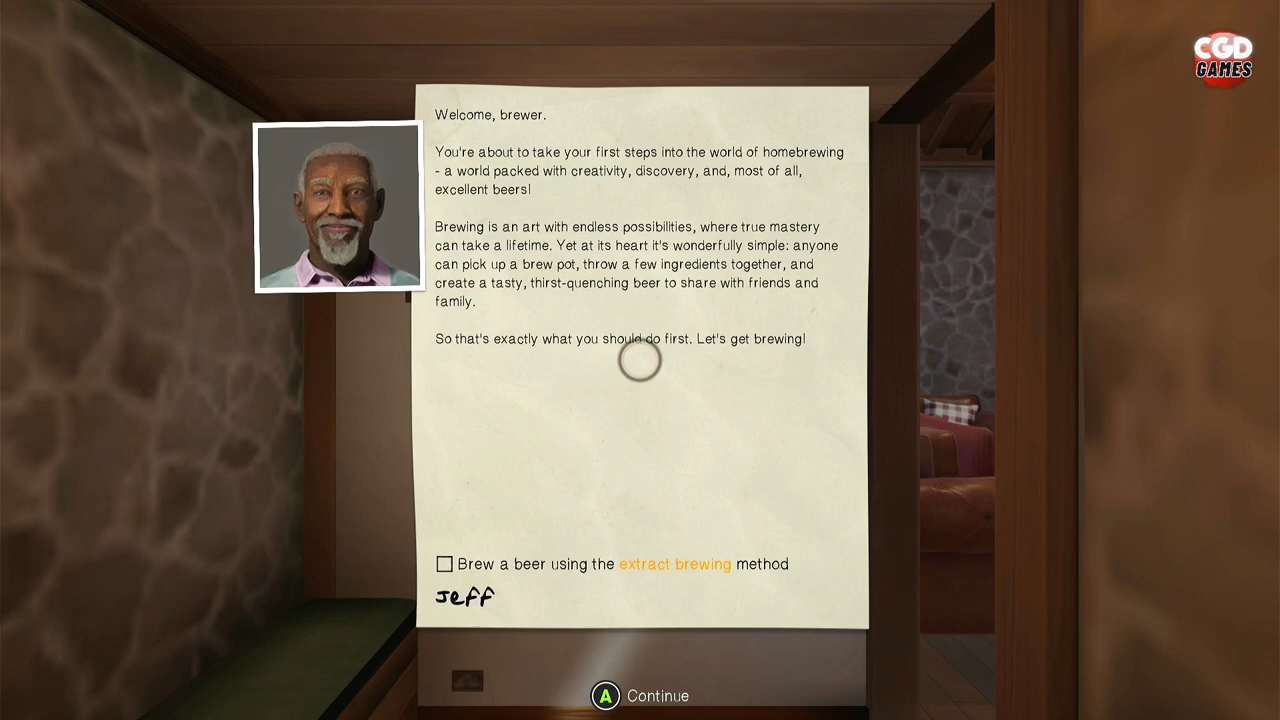 CGD
GAMES
Welcome, brewer.
You're about to take your first steps into the world of homebrewing
- a world packed with creativity, discovery, and, most of all,
excellent beers!
Brewing is an art with endless possibilities, where true mastery
can take a lifetime. Yet at its heart it's wonderfully simple: anyone
can pick up a brew pot, throw a few ingredients together, and
create a tasty, thirst-quenching beer to share with friends and
family.
So that's exactly what you should do first. Let's get brewing!
Brew a beer using the extract brewing method
Jeff
A Continue